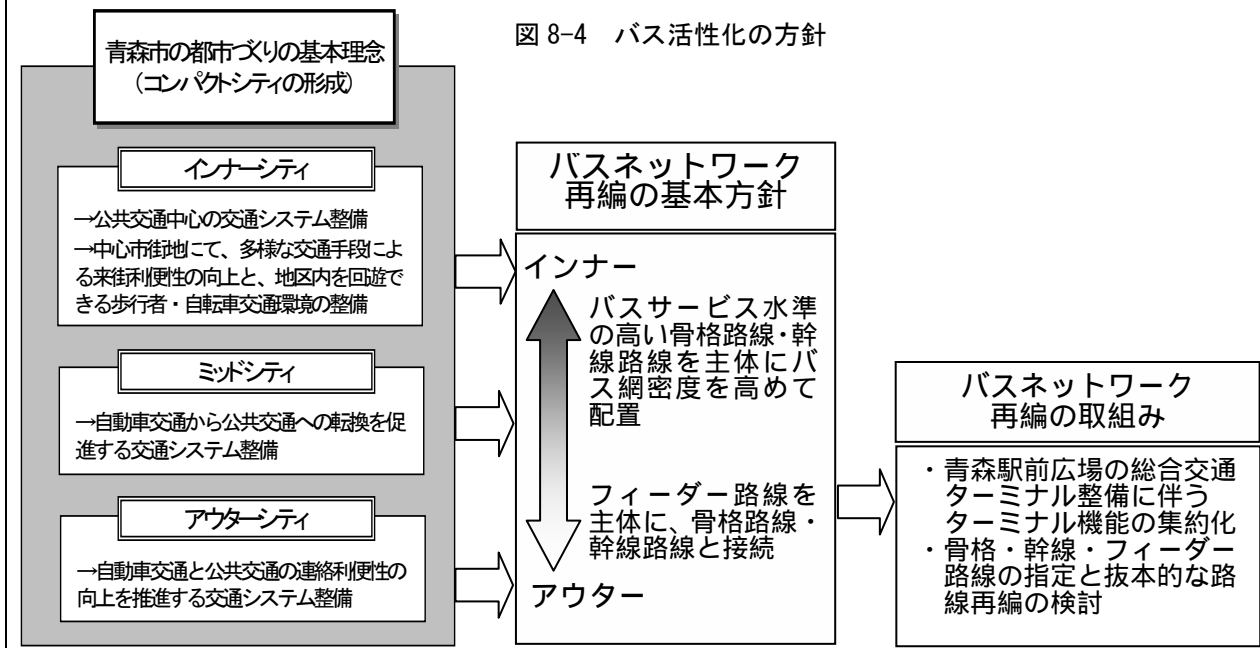 図 8-4 バス活性化の方針
青森市の都市づくりの基本理念
（コンパクトシティの形成）
インナーシティ
→公共交通中心の交通システム整備
→中心市街地にて、多様な交通手段によ
る来街利便性の向上と、地区内を回遊で
きる歩行者・自転車交通環境の整備
ミッドシティ
→自動車交通から公共交通への転換を促
進する交通システム整備
アウターシティ
→自動車交通と公共交通の連絡利便性の
向上を推進する交通システム整備
バスネットワーク
再編の基本方針
インナー
バスサービス水準
の高い骨格路線・幹
線路線を主体にバ
ス網密度を高めて
配置
フィーダー路線を
主体に、骨格路線・
幹線路線と接続
アウター
バスネットワーク
再編の取組み
・青森駅前広場の総合交通
ターミナル整備に伴う
ターミナル機能の集約化
・骨格・幹線・フィーダー
路線の指定と抜本的な路
線再編の検討